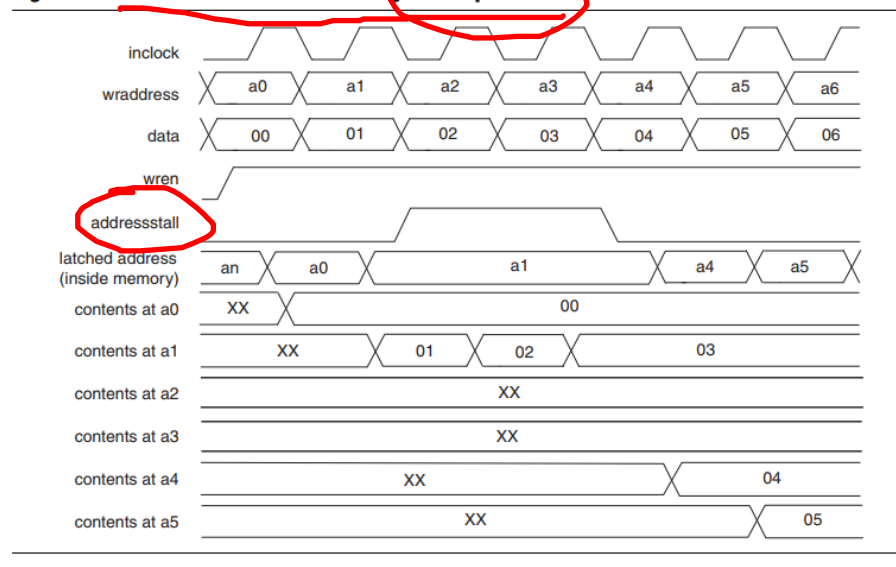 inclock
wraddress a0 a1 a2 a3 a4 a5 a6
data 00 01 02 03 04 05 06
wren
addressstall
latched address
(inside memory) an a0 a1 a4 a5
contents at a0 XX 00
contents at a1 XX 01 02 03
contents at a2 XX
contents at a3 XX
contents at a4 XX 04
contents at a5 XX 05